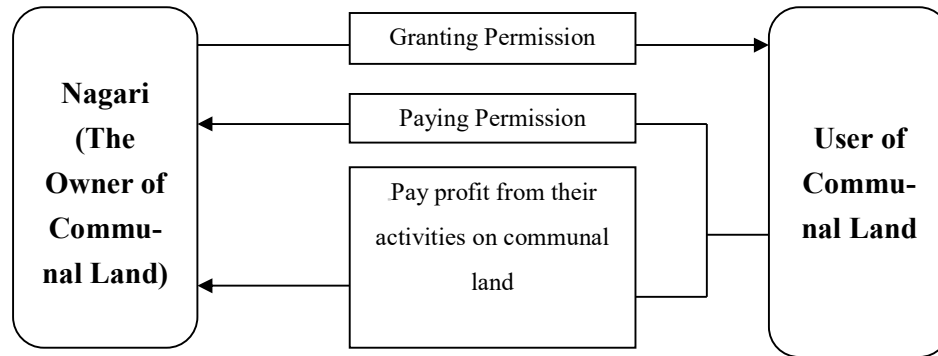 Nagari
(The
Owner of
Commu-
nal Land)
Granting Permission
Paying Permission
Pay profit from their
activities on communal
land
User of
Commu-
nal Land